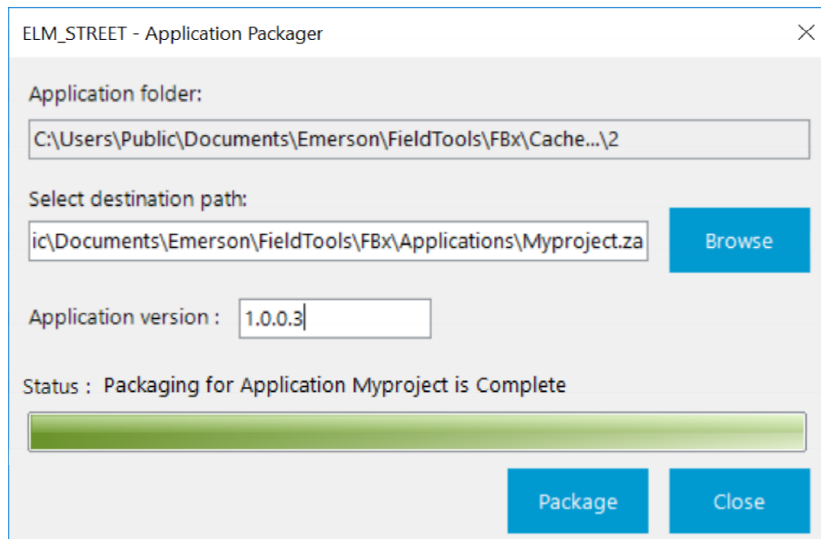 ELM_STREET - Application Packager
Application folder:
C:\Users\Public\Documents\Emerson\FieldTools\FBx\Cache...\2
Select destination path:
ic\Documents\Emerson\FieldTools\FBx\Applications\Myproject.za
Browse
Application version : 1.0.0.3
Status : Packaging for Application Myproject is Complete
Package Close